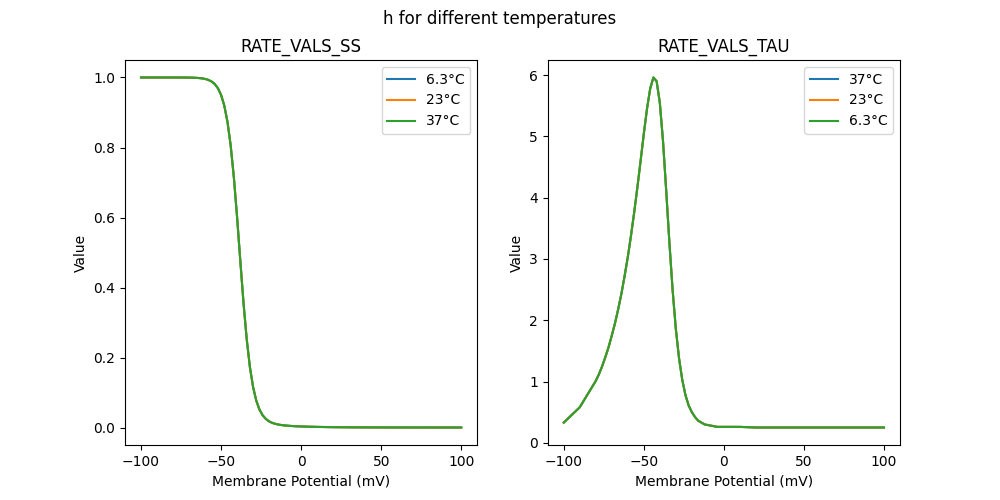 h for different temperatures
RATE_VALS_SS
1.0
0.8
0.6
0.4
0.2
0.0
Value
−100
−50
0
50
100
Membrane Potential (mV)
6.3°C
23°C
37°C
RATE_VALS_TAU
6
5
4
3
2
1
0
Value
−100
−50
0
50
100
Membrane Potential (mV)
37°C
23°C
6.3°C